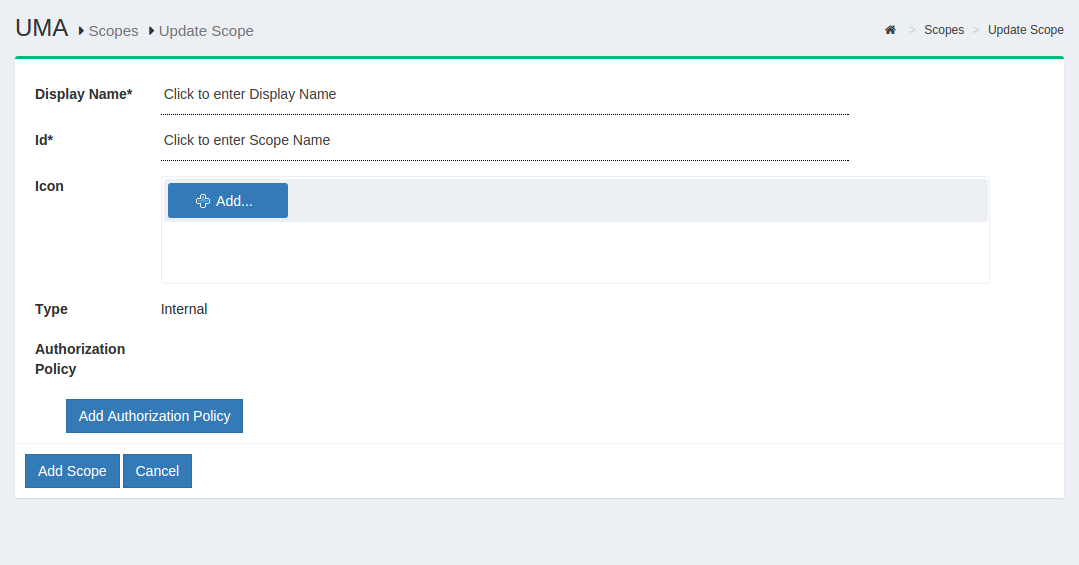 UMA Scopes Update Scope
> Scopes > Update Scope
Display Name* Click to enter Display Name
Id* Click to enter Scope Name
Icon
Add...
Type Internal
Authorization
Policy
Add Authorization Policy
Add Scope Cancel